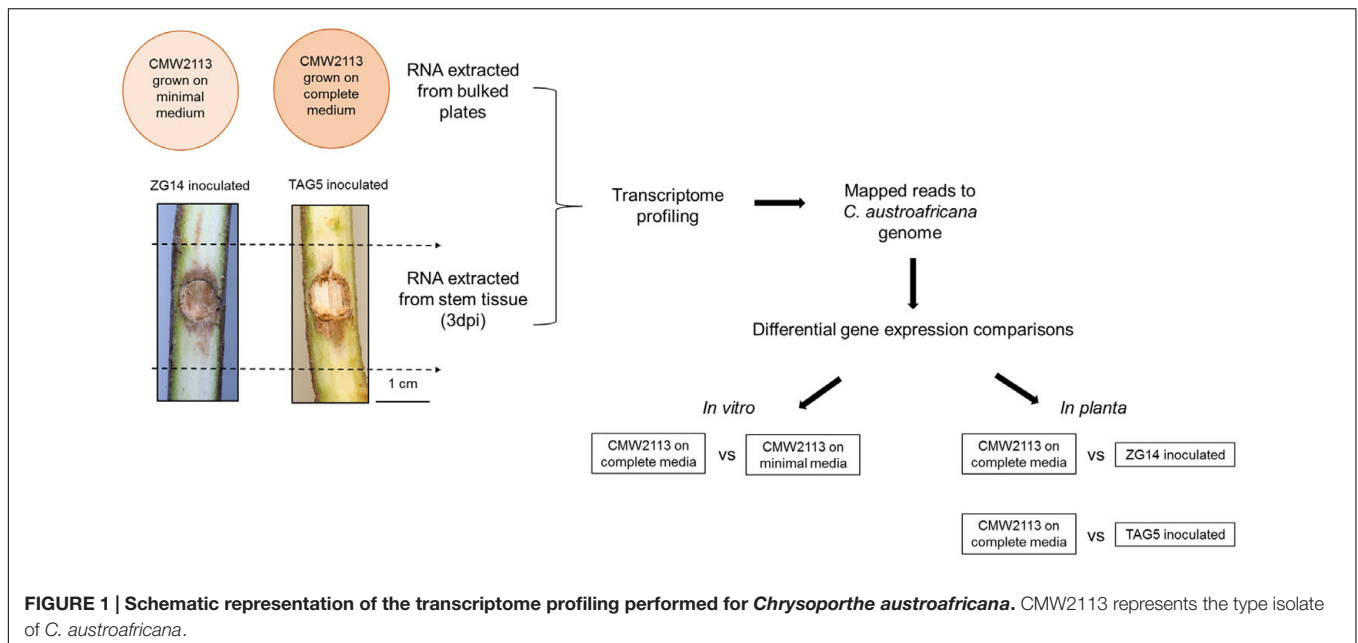 CMW2113
grown on
minimal
medium
CMW2113
grown on
complete
medium
RNA extracted
from bulked
plates
ZG14 inoculated
TAG5 inoculated
RNA extracted
from stem tissue
(3dpi)
1 cm
Transcriptome
profiling
Mapped reads to
C. austroafricana
genome
Differential gene expression comparisons
In vitro
CMW2113 on
complete media
vs
CMW2113 on
minimal media
In planta
CMW2113 on
complete media
vs
ZG14 inoculated
CMW2113 on
complete media
vs
TAG5 inoculated
FIGURE 1 | Schematic representation of the transcriptome profiling performed for Chrysoporthe austroafricana. CMW2113 represents the type isolate
of C. austroafricana.